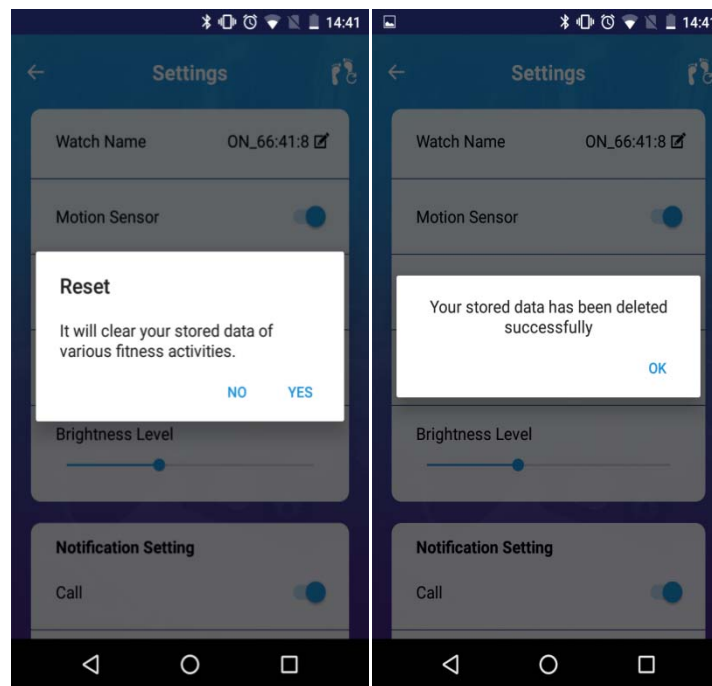 14:41
Settings
Watch Name ON_66:41:8
Motion Sensor
Reset
It will clear your stored data of
various fitness activities.
NO YES
Brightness Level
Notification Setting
Call
14:41
Settings
Watch Name ON_66:41:8
Motion Sensor
Your stored data has been deleted
successfully
OK
Brightness Level
Notification Setting
Call